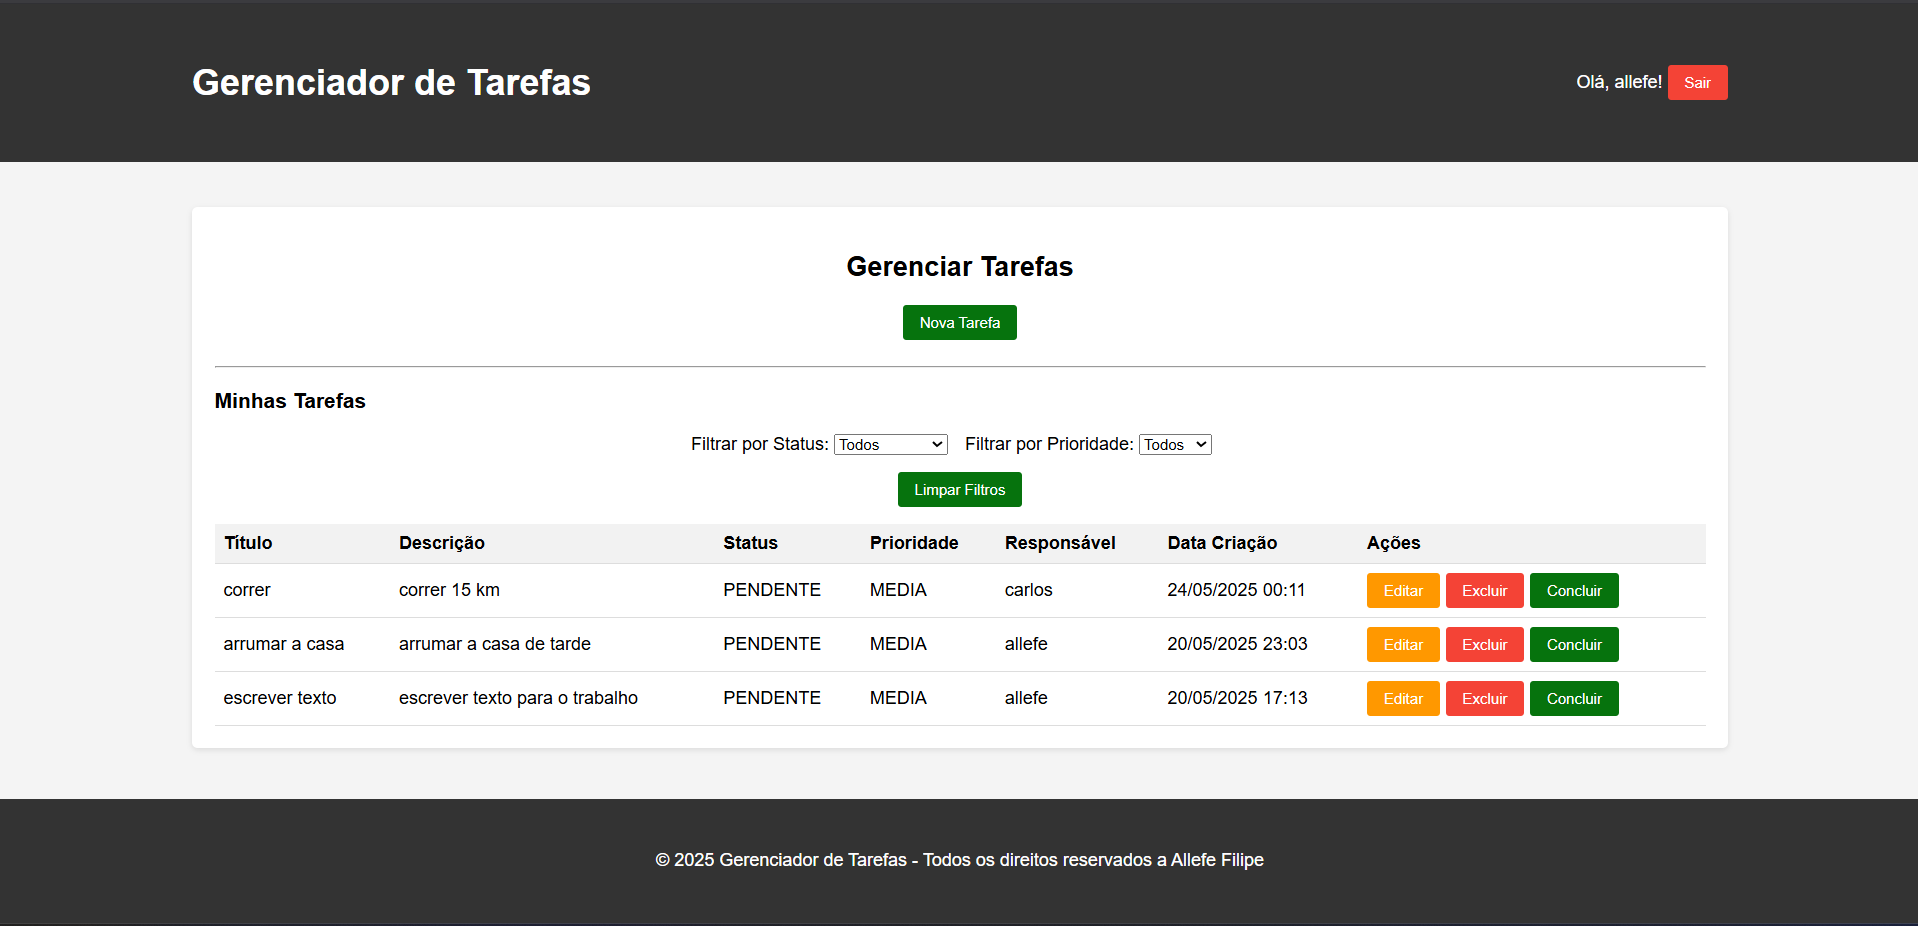 Gerenciador de Tarefas
Olá, allefe! Sair
Gerenciar Tarefas
Nova Tarefa
Minhas Tarefas
Filtrar por Status: Todos Filtrar por Prioridade: Todos
Limpar Filtros
Título Descrição Status Prioridade Responsável Data Criação Ações
correr correr 15 km PENDENTE MEDIA carlos 24/05/2025 00:11 Editar Excluir Concluir
arrumar a casa arrumar a casa de tarde PENDENTE MEDIA allefe 20/05/2025 23:03 Editar Excluir Concluir
escrever texto escrever texto para o trabalho PENDENTE MEDIA allefe 20/05/2025 17:13 Editar Excluir Concluir
© 2025 Gerenciador de Tarefas - Todos os direitos reservados a Allefe Filipe